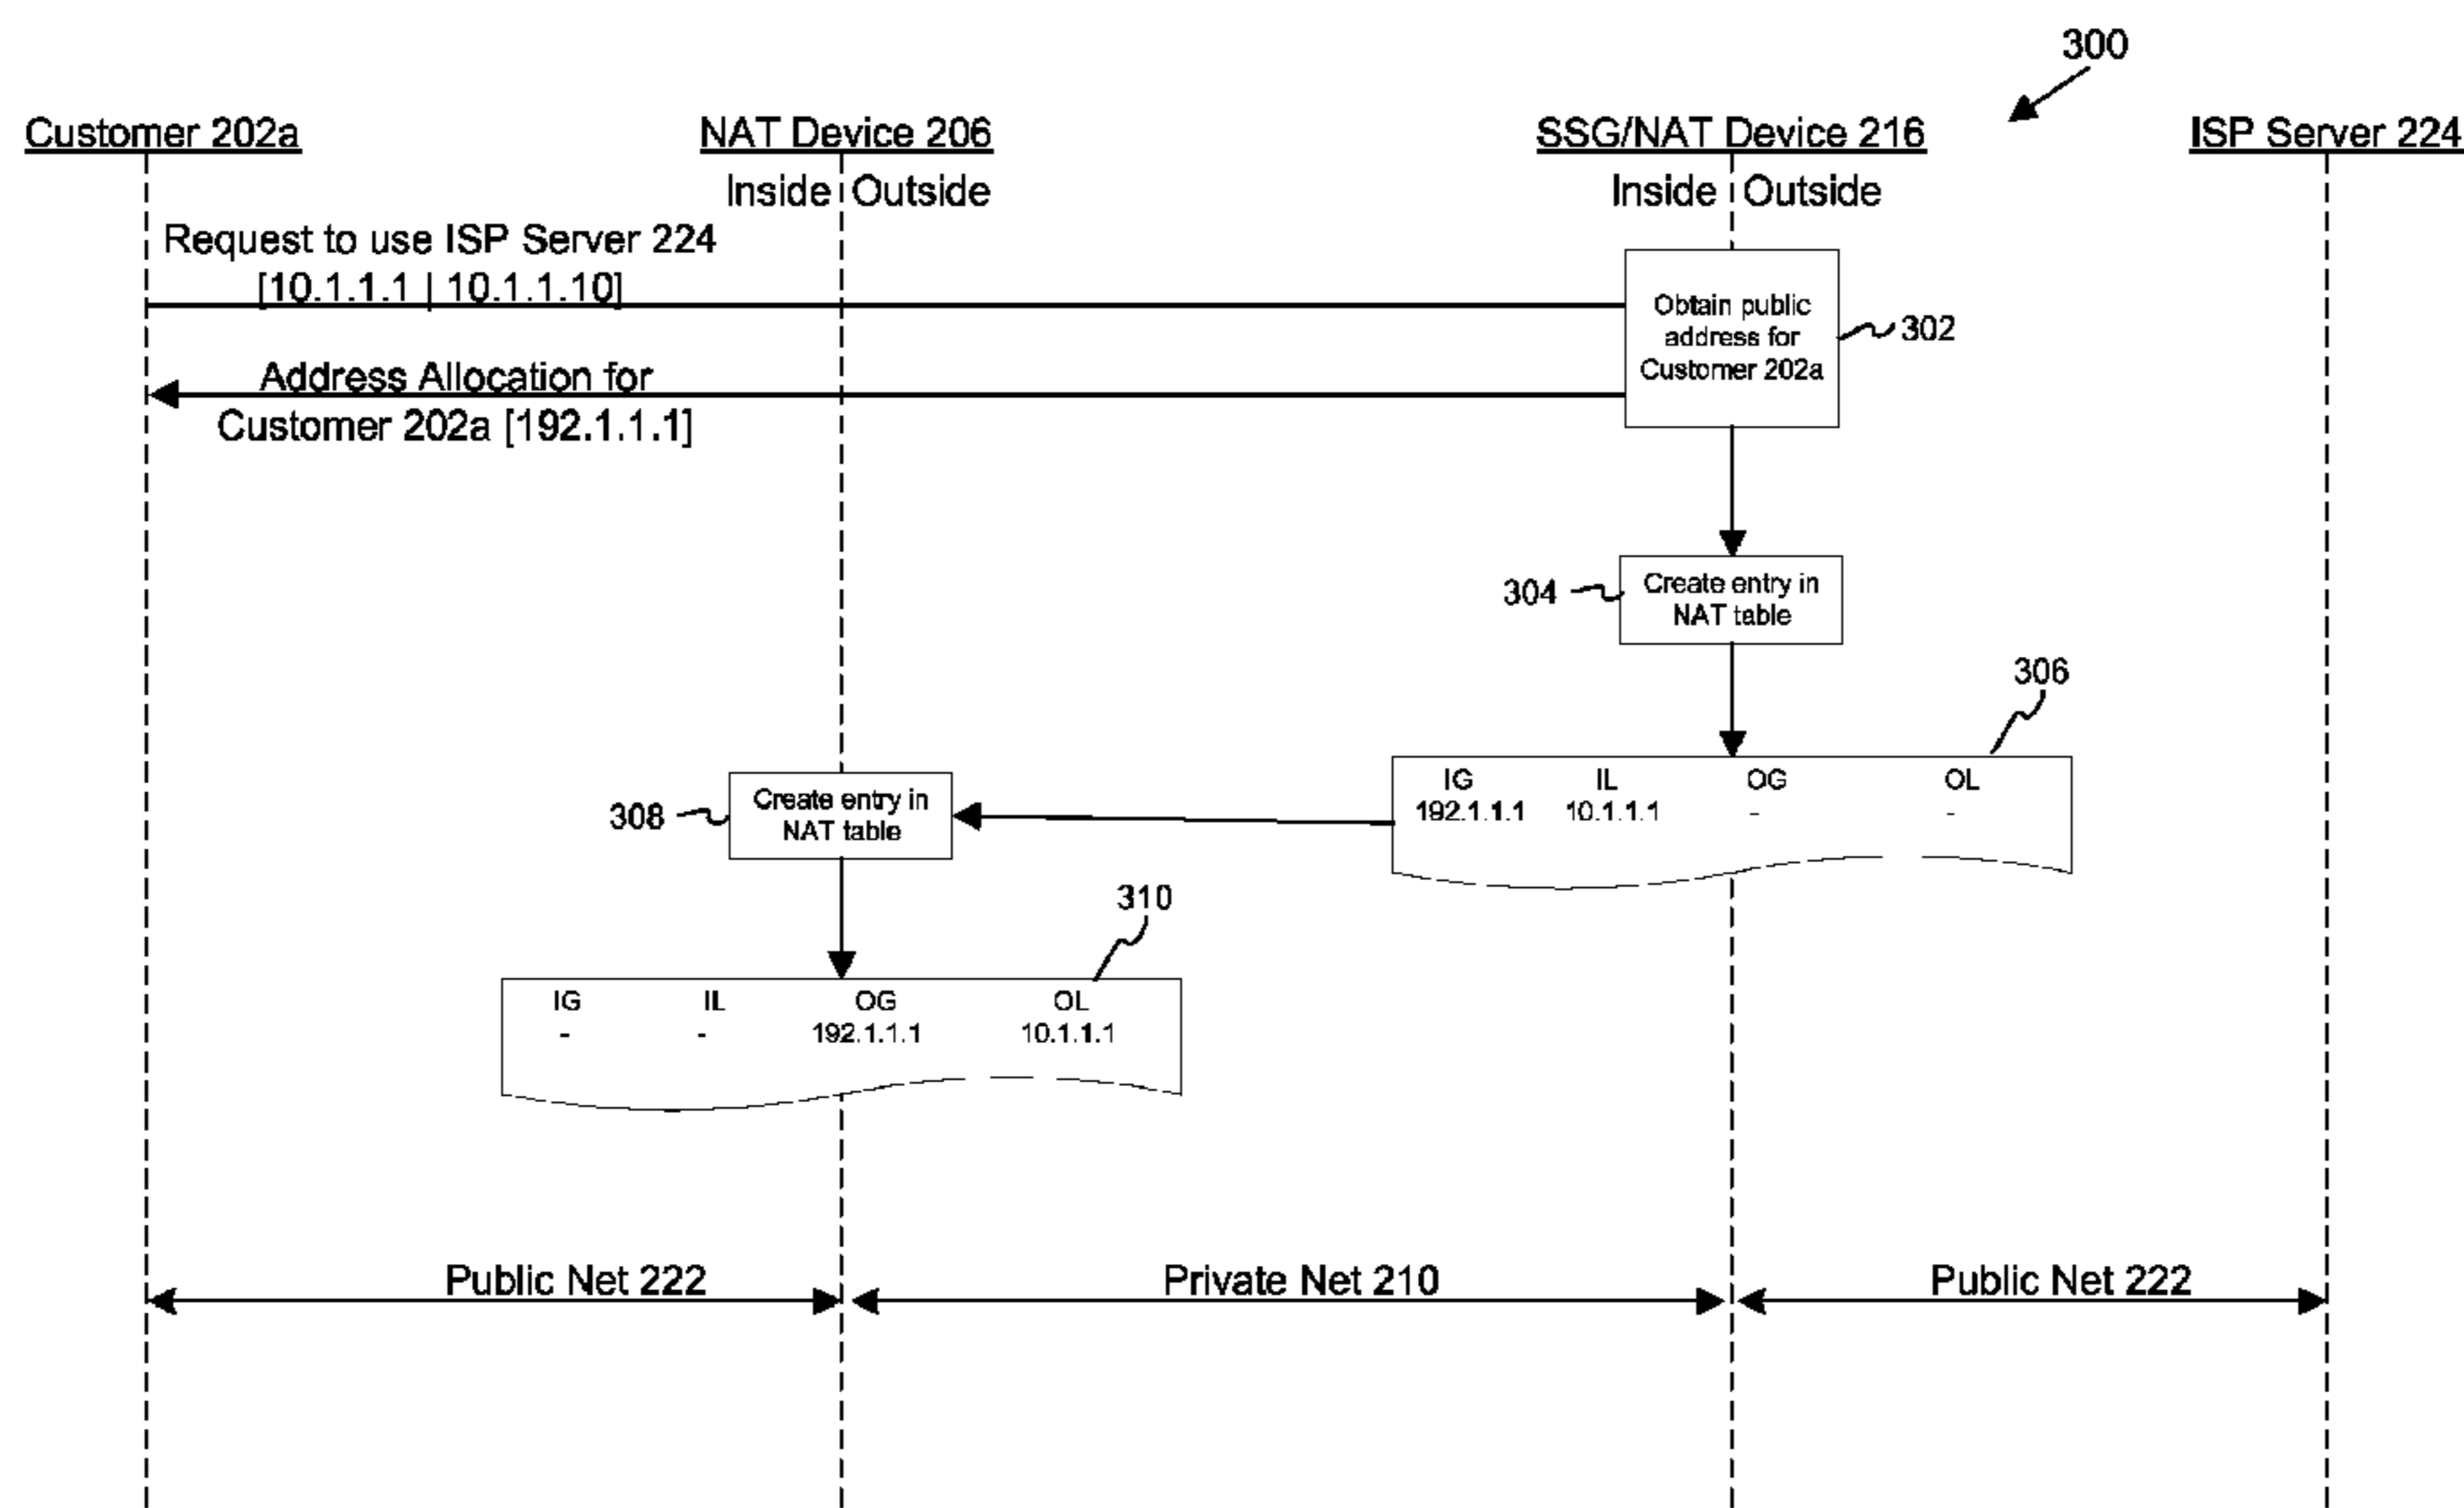 300
Customer 202a
NAT Device 206
SSG/NAT Device 216
ISP Server 224
Inside Outside
Inside Outside
Request to use ISP Server 224
[10.1.1.1 | 10.1.1.10]
Obtain public
address for
Customer 202a
302
Address Allocation for
Customer 202a [192.1.1.1]
304
Create entry in
NAT table
306
IG IL OG OL
192.1.1.1 10.1.1.1 - -
308
Create entry in
NAT table
310
IG IL OG OL
- - 192.1.1.1 10.1.1.1
Public Net 222
Private Net 210
Public Net 222